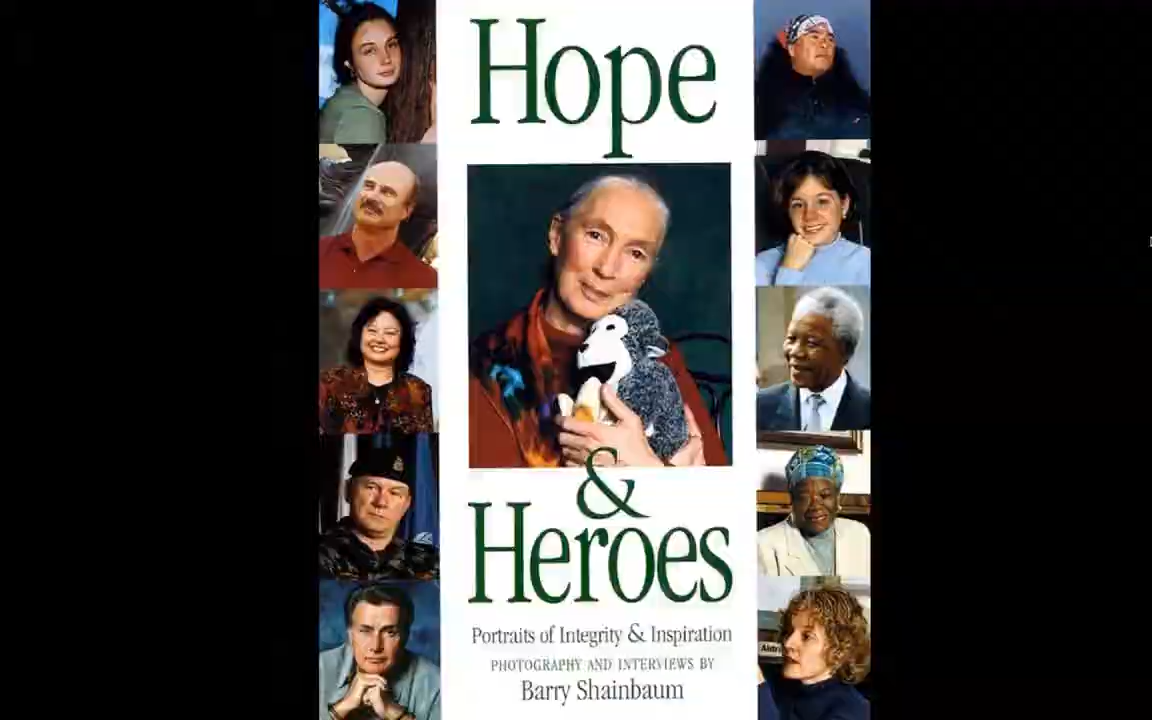 Hope
&
Heroes
Portraits of Integrity & Inspiration
PHOTOGRAPHY AND INTERVIEWS BY
Barry Shainbaum